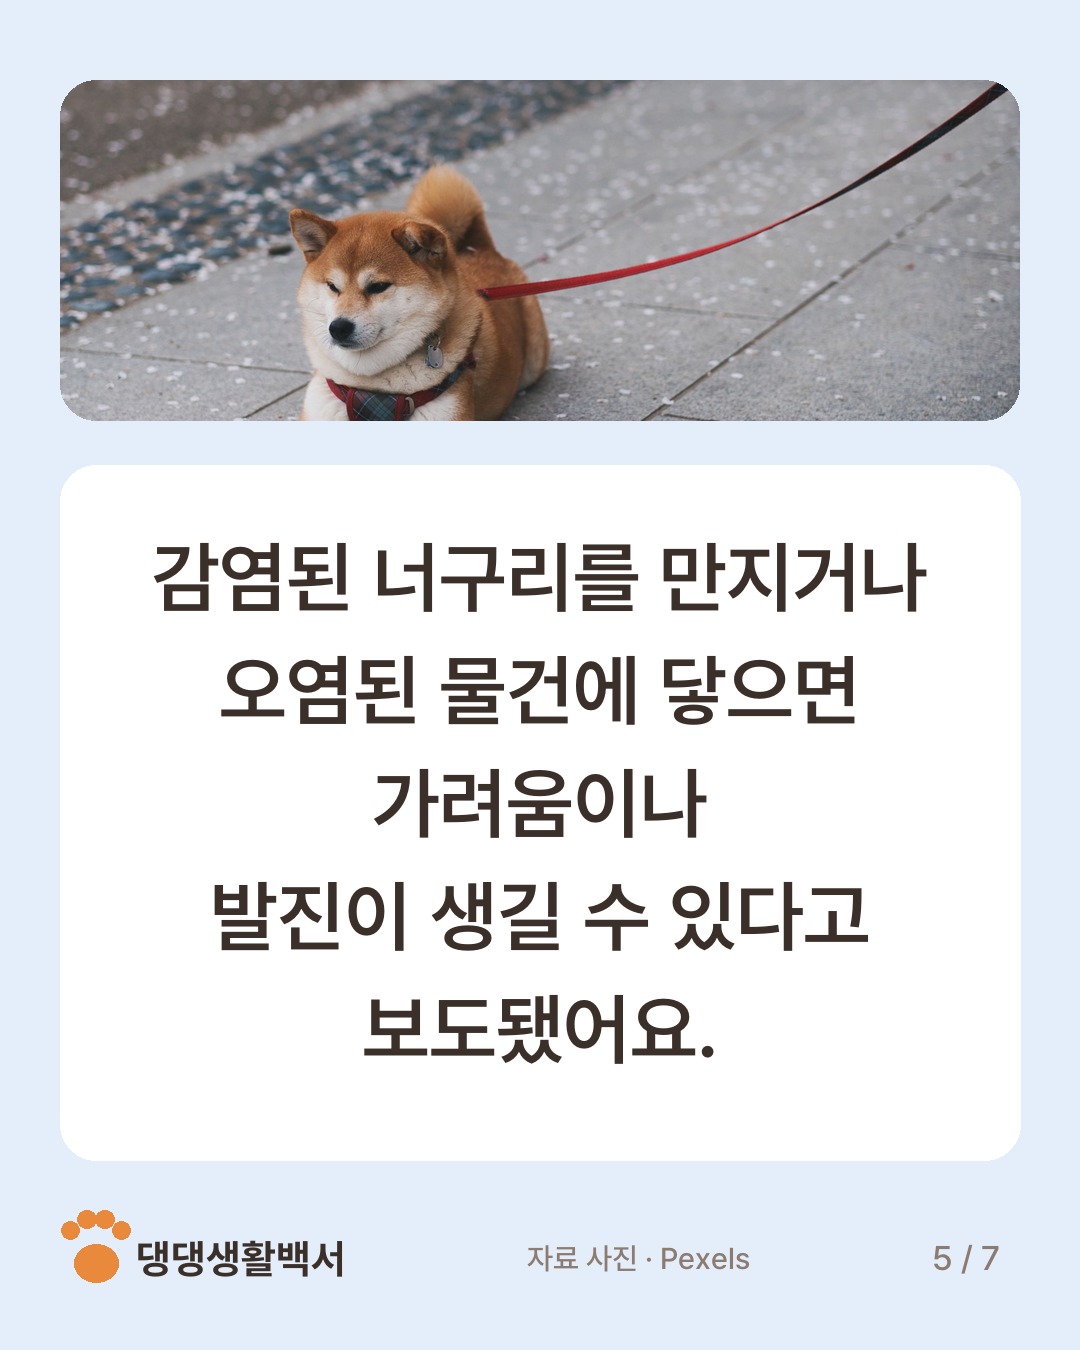 감염된 너구리를 만지거나
오염된 물건에 닿으면
가려움이나
발진이 생길 수 있다고
보도됐어요.
댕댕생활백서
자료 사진 · Pexels
5 / 7